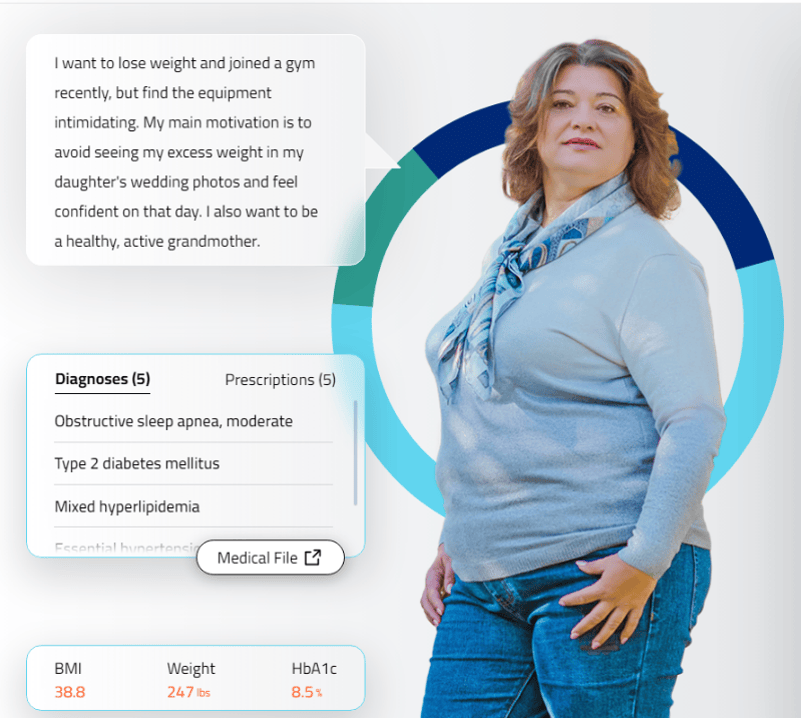 I want to lose weight and joined a gym
recently, but find the equipment
intimidating. My main motivation is to
avoid seeing my excess weight in my
daughter's wedding photos and feel
confident on that day. I also want to be
a healthy, active grandmother.
Diagnoses (5) Prescriptions (5)
Obstructive sleep apnea, moderate
Type 2 diabetes mellitus
Mixed hyperlipidemia
Essential
Medical File
BMI Weight HbA1c
38.8 247 lbs 8.5 %